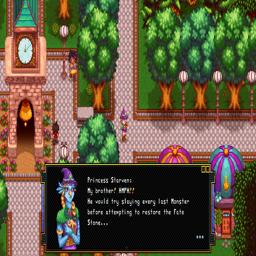 Princess Starven:
My brother? HMPH!!
He would try slaying every last Monster
before attempting to restore the Fate
Stone...